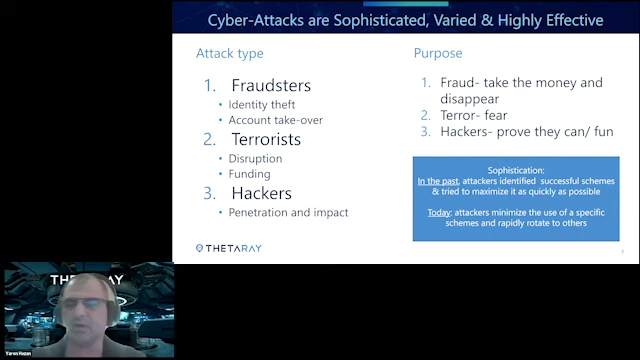 Cyber-Attacks are Sophisticated, Varied & Highly Effective
Attack type
1. Fraudsters
• Identity theft
• Account take-over
2. Terrorists
• Disruption
• Funding
3. Hackers
• Penetration and impact
Purpose
1. Fraud- take the money and
disappear
2. Terror- fear
3. Hackers- prove they can/ fun
Sophistication:
In the past, attackers identified successful schemes
& tried to maximize it as quickly as possible
Today: attackers minimize the use of a specific
schemes and rapidly rotate to others
THETARAY
THETARAY
Yaron Hazan